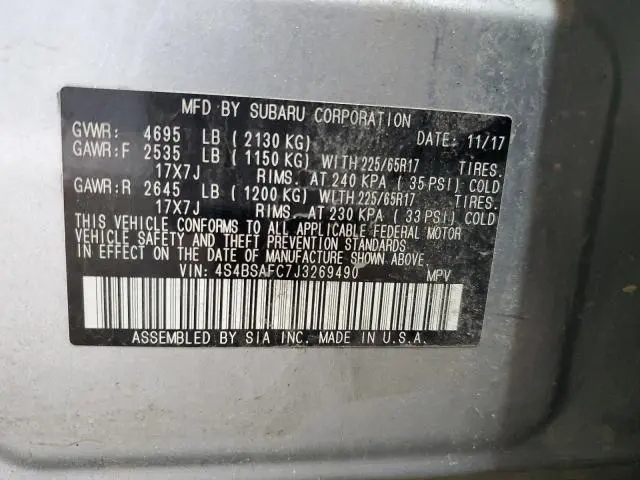 MFD BY SUBARU CORPORATION
GVWR: 4695 LB ( 2130 KG) DATE: 11/17
GAWR:F 2535 LB ( 1150 KG) WITH 225/65R17 TIRES.
17X7J RIMS. AT 240 KPA ( 35 PSI) COLD
GAWR:R 2645 LB ( 1200 KG) WITH 225/65R17 TIRES.
17X7J RIMS. AT 230 KPA ( 33 PSI) COLD
THIS VEHICLE CONFORMS TO ALL APPLICABLE FEDERAL MOTOR
VEHICLE SAFETY AND THEFT PREVENTION STANDARDS
IN EFFECT ON THE DATE OF MANUFACTURE SHOWN ABOVE.
VIN: 4S4BSAFC7J3269490 MPV
ASSEMBLED BY SIA INC. MADE IN U.S.A.